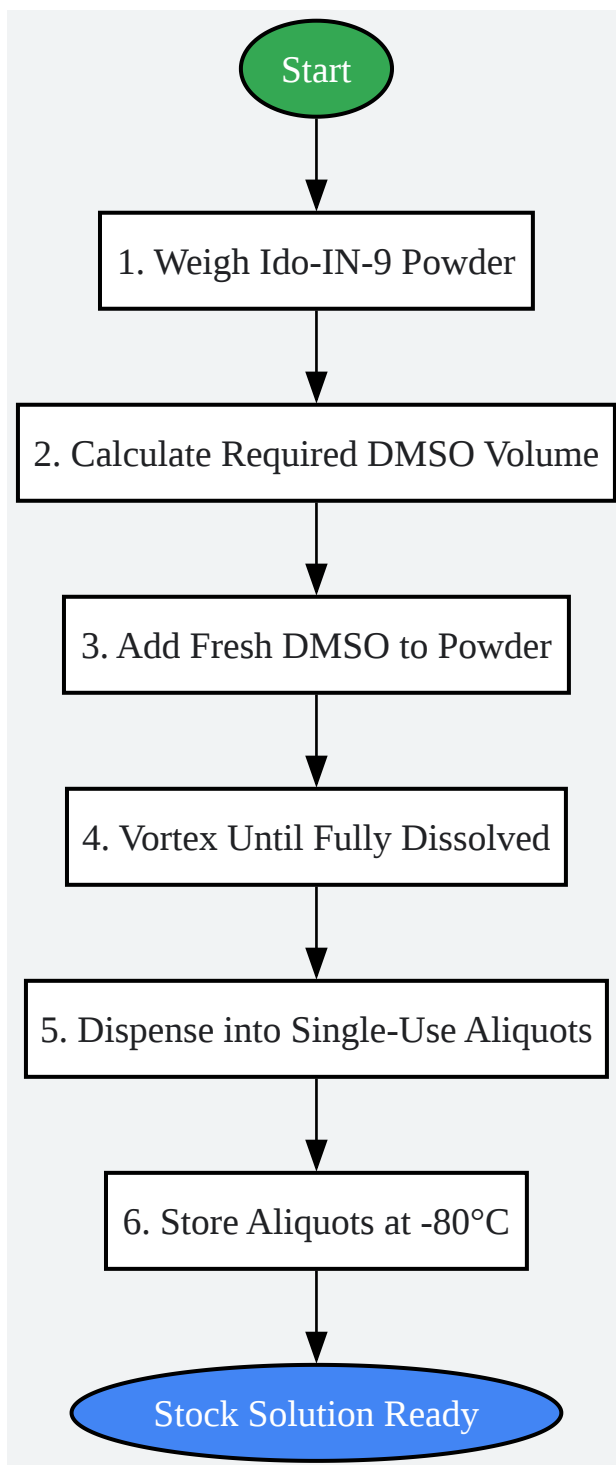 Start
1. Weigh Ido-IN-9 Powder
2. Calculate Required DMSO Volume
3. Add Fresh DMSO to Powder
4. Vortex Until Fully Dissolved
5. Dispense into Single-Use Aliquots
6. Store Aliquots at -80°C
Stock Solution Ready